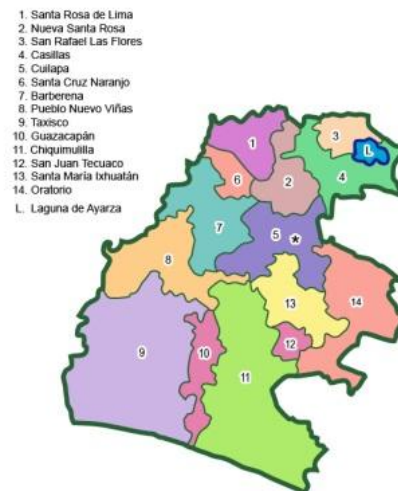 1. Santa Rosa de Lima
2. Nueva Santa Rosa
3. San Rafael Las Flores
4. Casillas
5. Cuilapa
6. Santa Cruz Naranjo
7. Barberena
8. Pueblo Nuevo Viñas
9. Taxisco
10. Guazacapán
11. Chiquimulilla
12. San Juan Tecuaco
13. Santa María Ixhuatán
14. Oratorio
L. Laguna de Ayarza
1
3
L
2
4
6
7
5
8
13
14
12
9
10
11